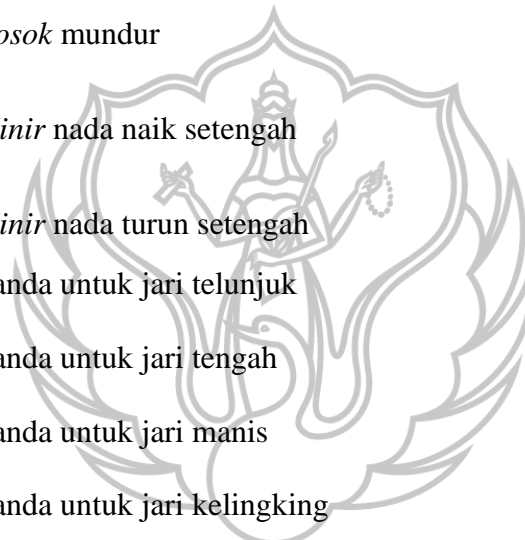 osok mundur
inir nada naik setengah
inir nada turun setengah
anda untuk jari telunjuk
anda untuk jari tengah
anda untuk jari manis
anda untuk jari kelingking